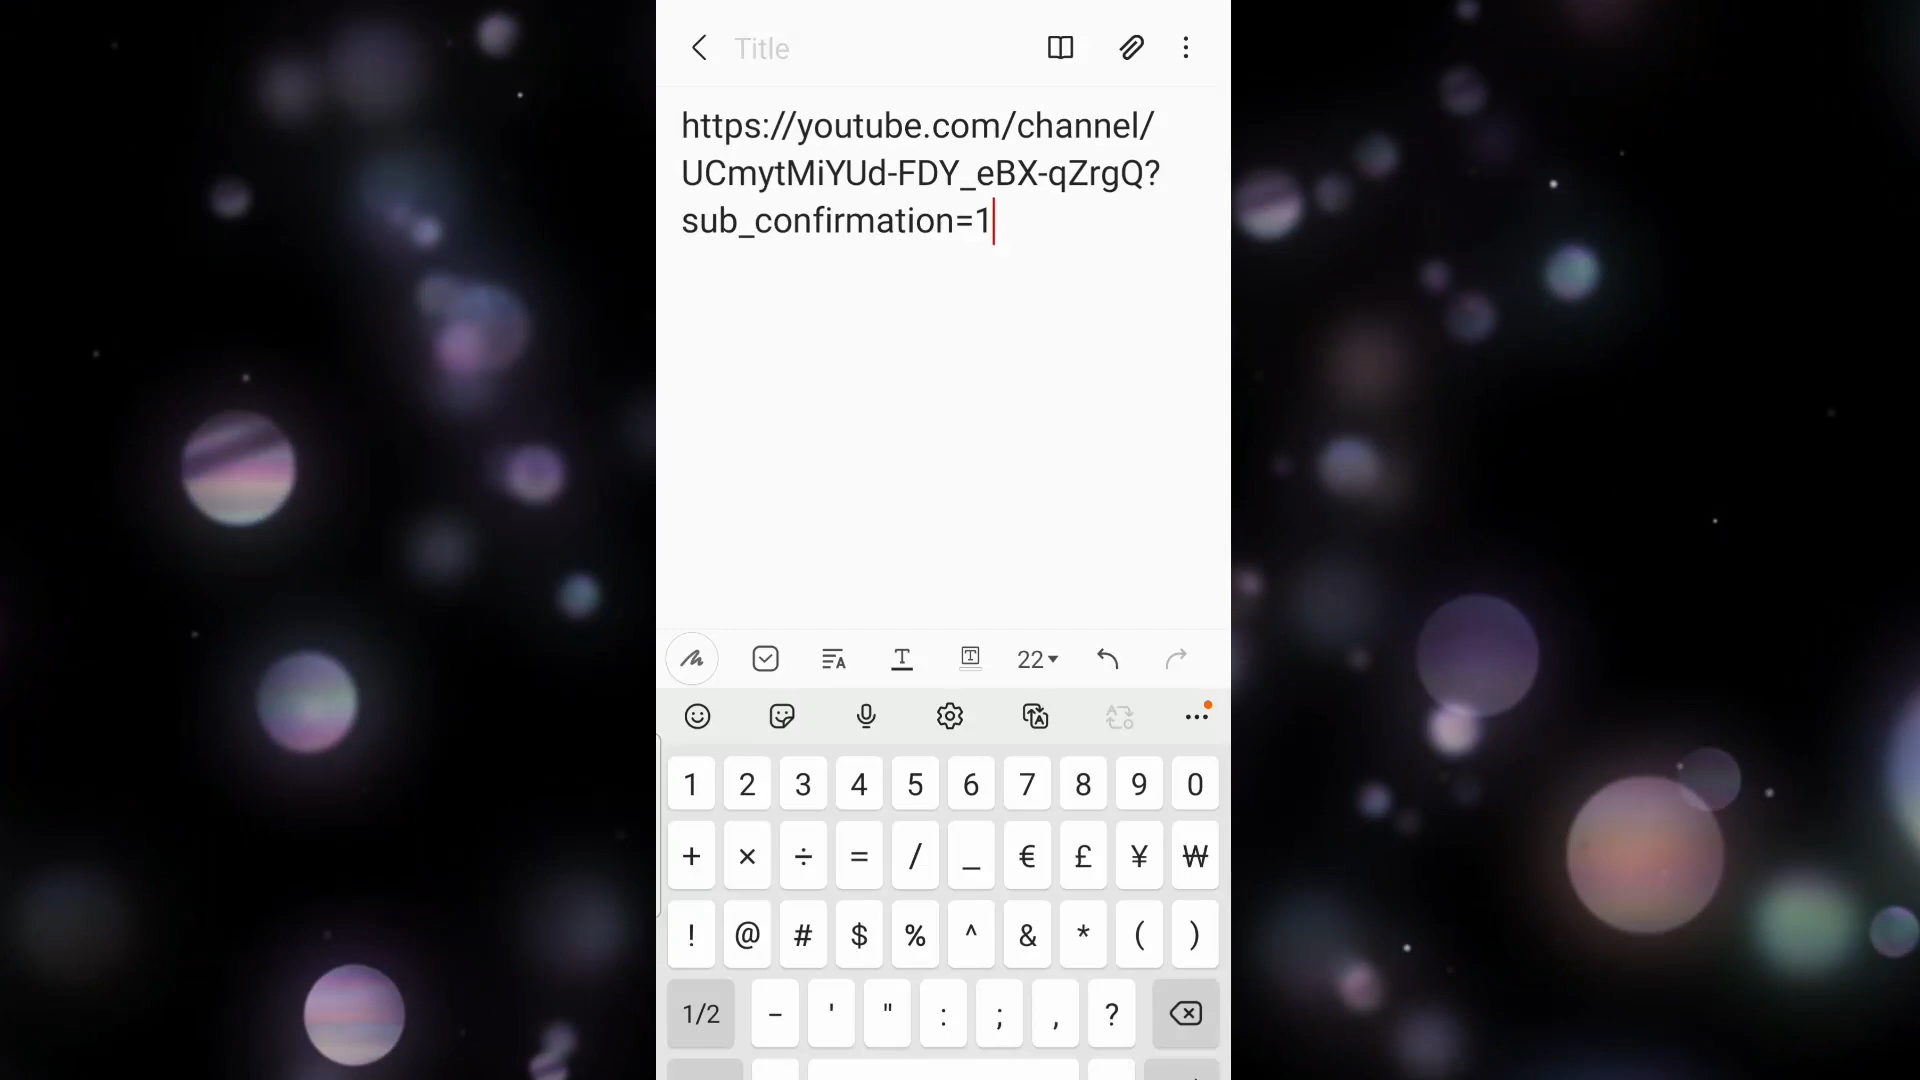 Title
https://youtube.com/channel/
UCmytMiYUd-FDY_eBX-qZrgQ?
sub_confirmation=1
22
1 2 3 4 5 6 7 8 9 0
+ × ÷ = / _ € £ ¥ ₩
! @ # $ % ^ & * ( )
1/2 - ' " : ; , ?